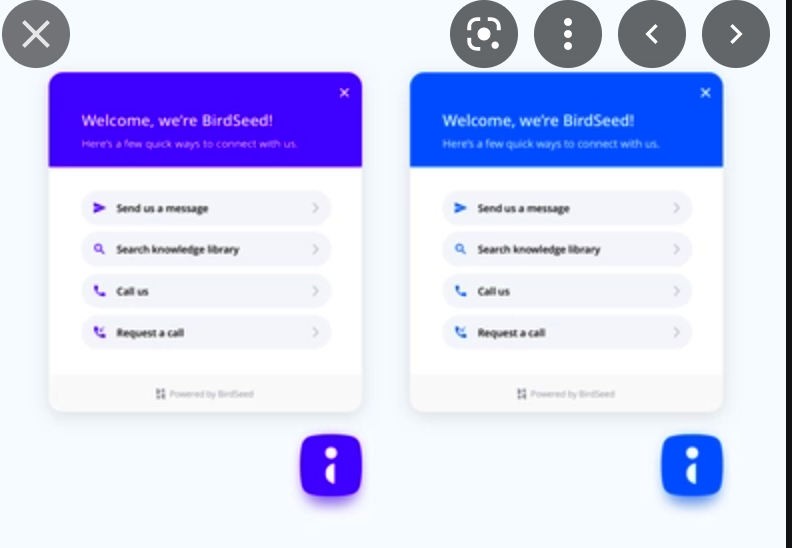 Welcome, we're BirdSeed!
Here's a few quick ways to connect with us.
Send us a message
Search knowledge library
Call us
Request a call
Powered by BirdSeed
Welcome, we're BirdSeed!
Here's a few quick ways to connect with us.
Send us a message
Search knowledge library
Call us
Request a call
Powered by BirdSeed